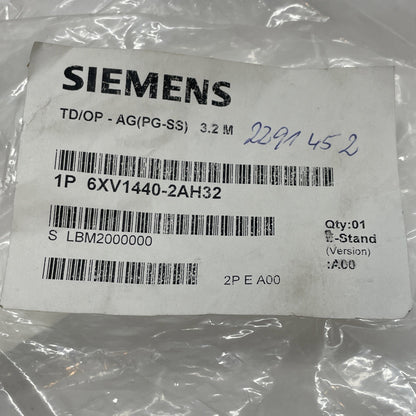 SIEMENS
TD/OP - AG(PG-SS) 3.2 M
2291452
1P 6XV1440-2AH32
Qty:01
S LBM2000000
E-Stand
(Version)
:A00
2P E A00